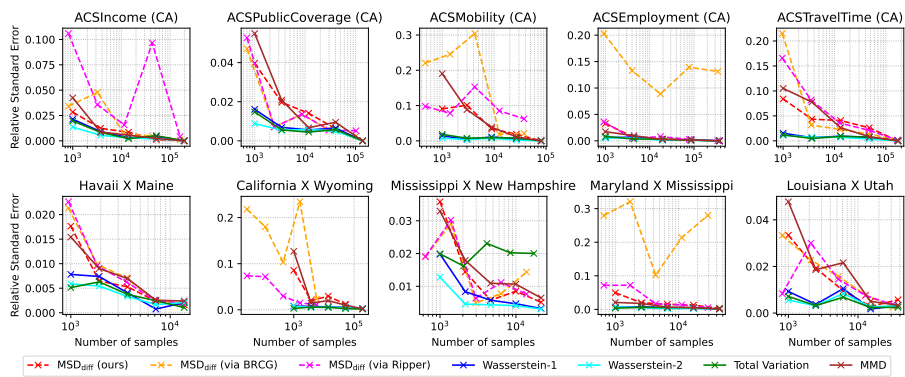 ACSIncome (CA)
ACSPublicCoverage (CA)
ACSMobility (CA)
ACSEmployment (CA)
ACSTravelTime (CA)
Relative Standard Error
0.100
0.075
0.050
0.025
0.000
10³ 10⁴ 10⁵
0.04
0.02
0.00
10³ 10⁴ 10⁵
0.3
0.2
0.1
0.0
10³ 10⁴ 10⁵
0.20
0.15
0.10
0.05
0.00
10³ 10⁴ 10⁵
0.20
0.15
0.10
0.05
0.00
10³ 10⁴ 10⁵
Havaii X Maine
California X Wyoming
Mississippi X New Hampshire
Maryland X Mississippi
Louisiana X Utah
Relative Standard Error
0.020
0.015
0.010
0.005
0.000
10³ 10⁴
Number of samples
0.2
0.1
0.0
10³ 10⁴ 10⁵
Number of samples
0.03
0.02
0.01
10³ 10⁴
Number of samples
0.3
0.2
0.1
0.0
10³ 10⁴
Number of samples
0.04
0.02
0.00
10³ 10⁴
Number of samples
MSD_diff (ours) MSD_diff (via BRCG) MSD_diff (via Ripper) Wasserstein-1 Wasserstein-2 Total Variation MMD